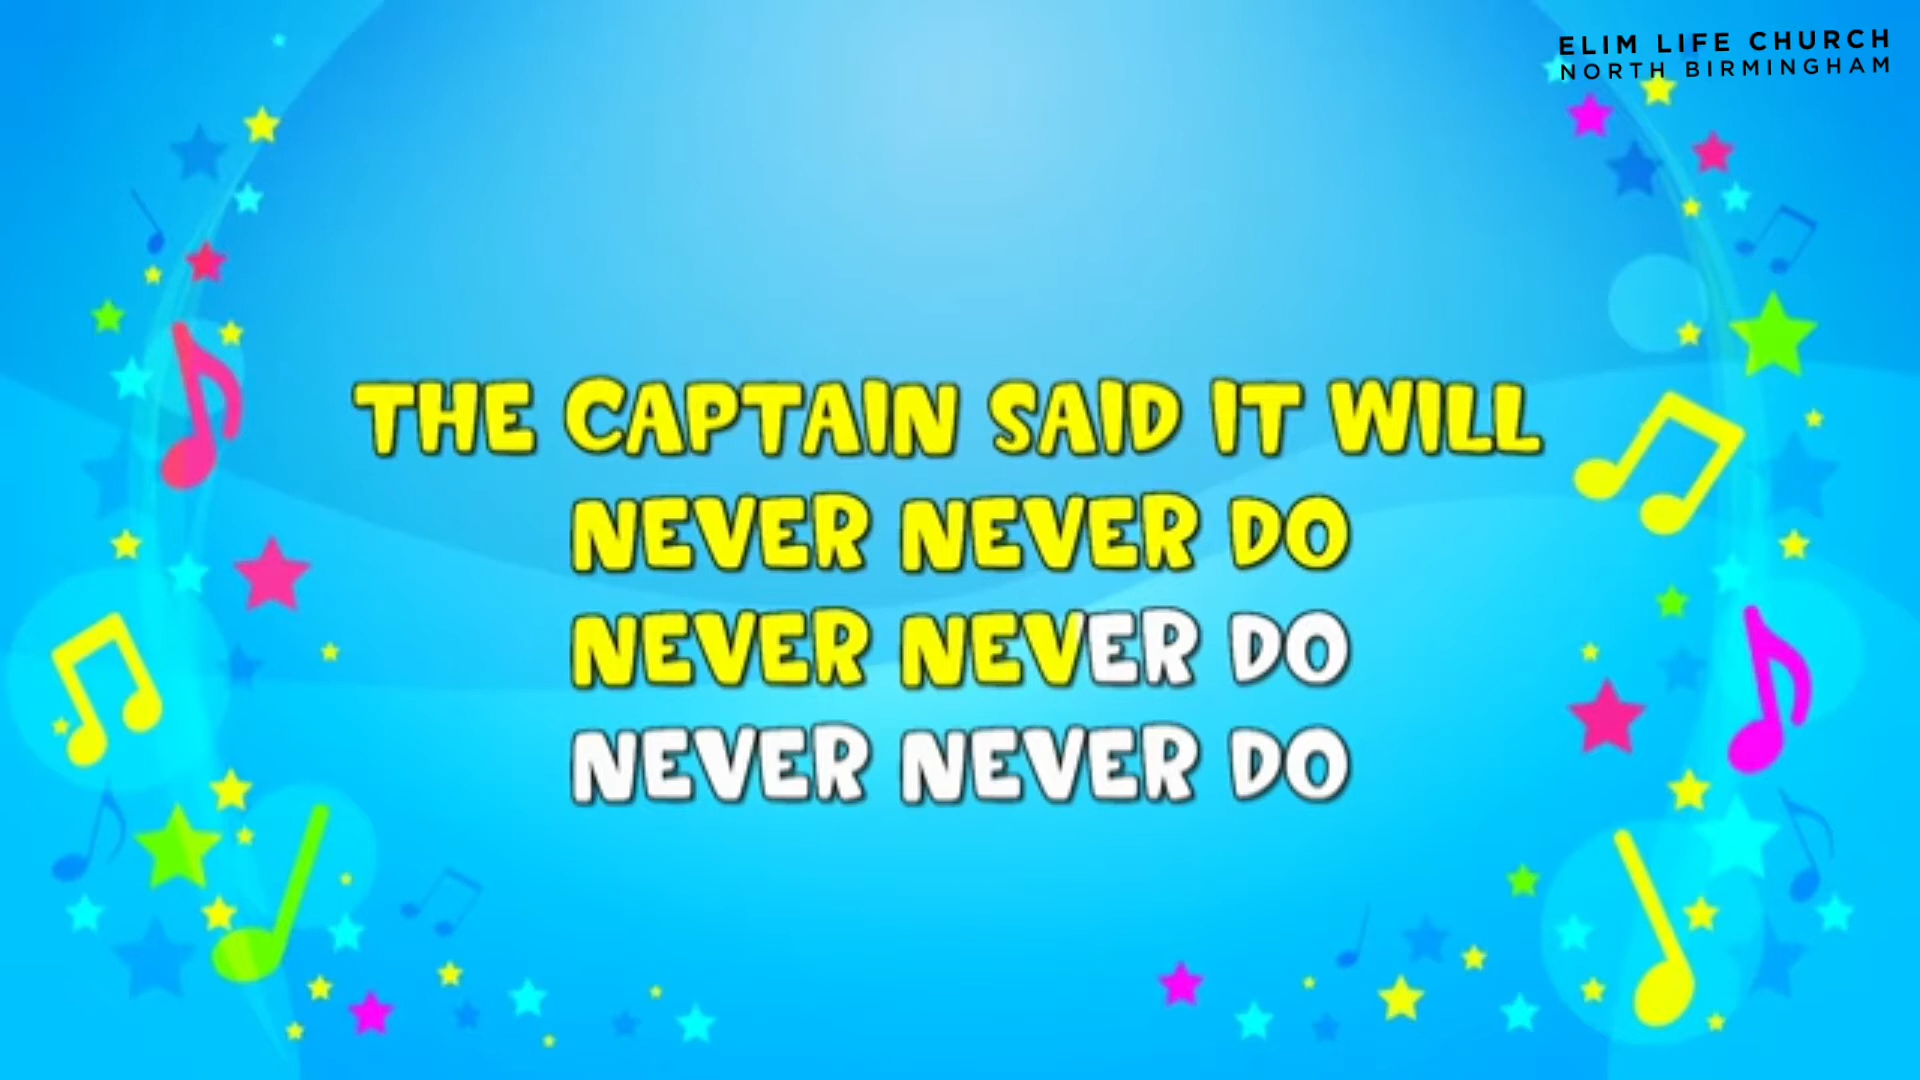 ELIM LIFE CHURCH
NORTH BIRMINGHAM
THE CAPTAIN SAID IT WILL
NEVER NEVER DO
NEVER NEVER DO
NEVER NEVER DO